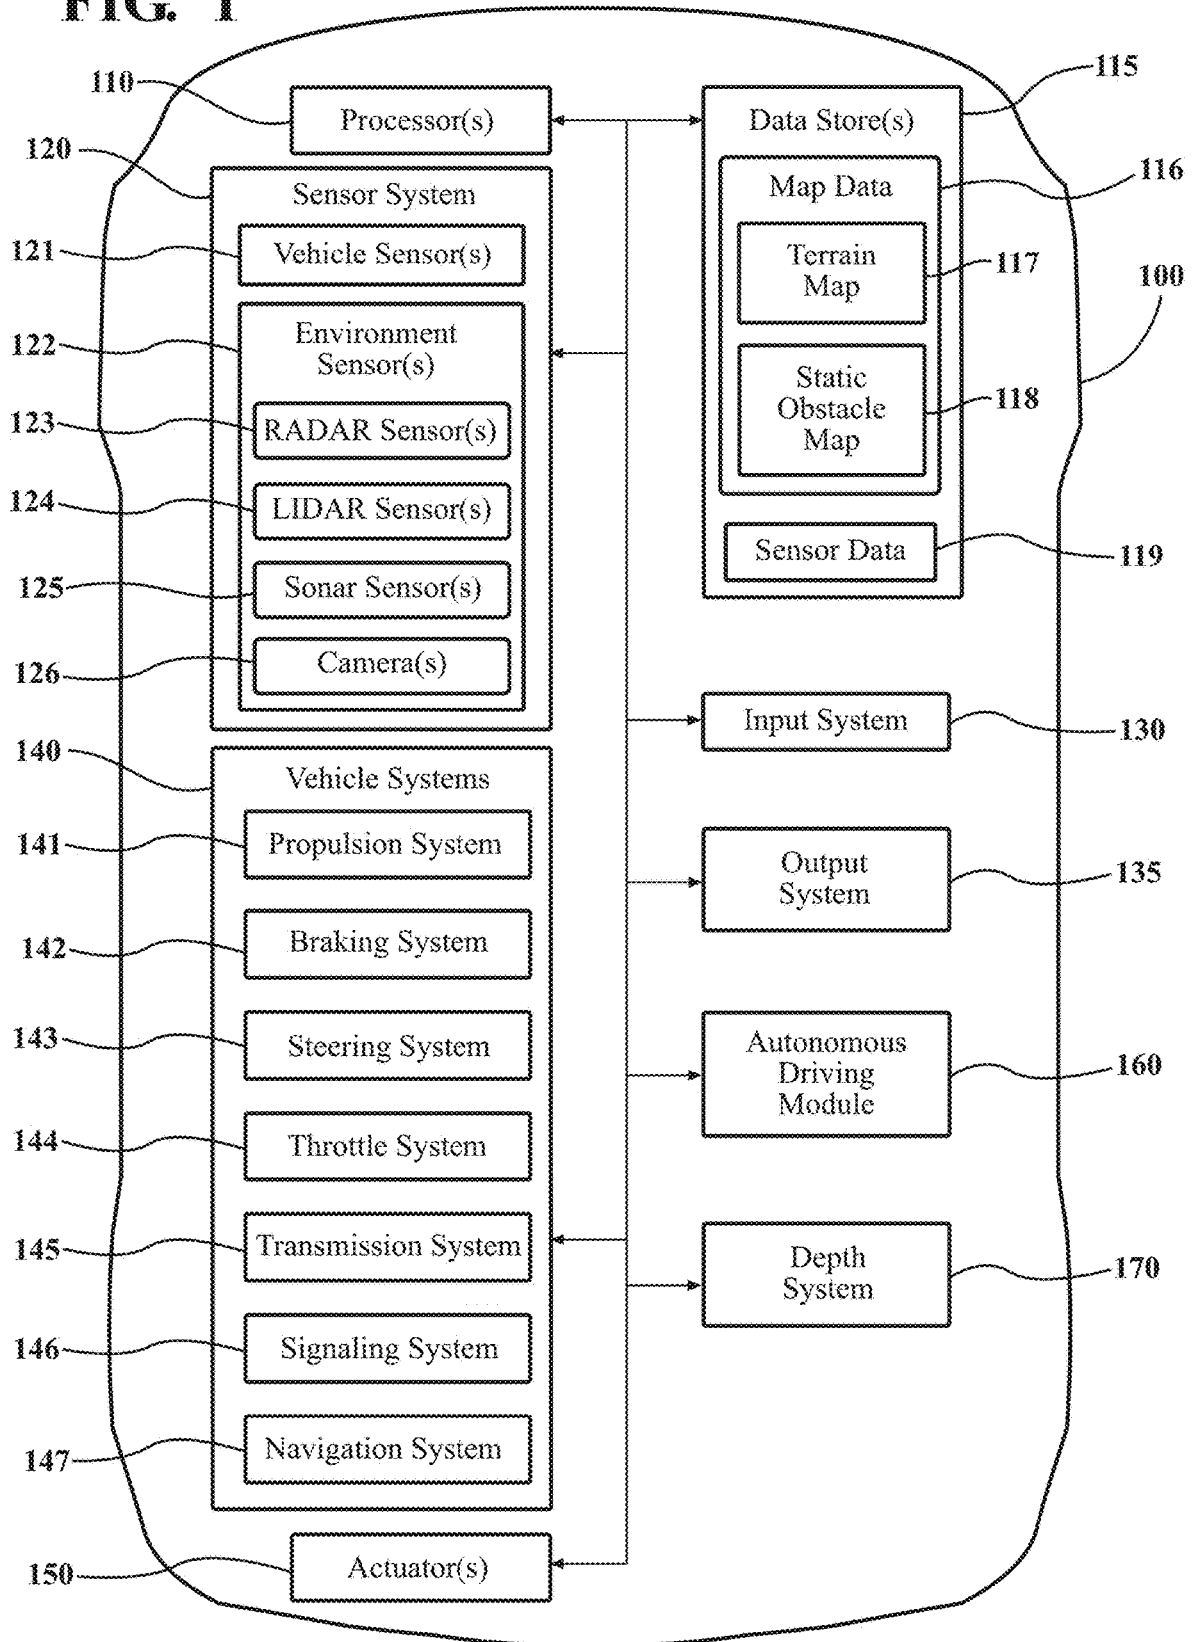 FIG. 1
110
Processor(s)
120
Sensor System
121
Vehicle Sensor(s)
122
Environment
Sensor(s)
123
RADAR Sensor(s)
124
LIDAR Sensor(s)
125
Sonar Sensor(s)
126
Camera(s)
140
Vehicle Systems
141
Propulsion System
142
Braking System
143
Steering System
144
Throttle System
145
Transmission System
146
Signaling System
147
Navigation System
150
Actuator(s)
115
Data Store(s)
116
Map Data
Terrain
Map
117
100
Static
Obstacle
Map
118
Sensor Data
119
Input System
130
Output
System
135
Autonomous
Driving
Module
160
Depth
System
170